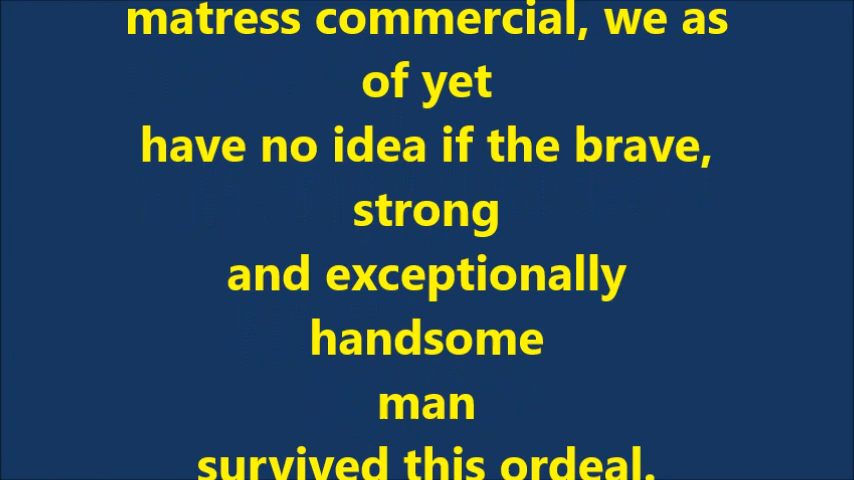 matress commercial, we as
of yet
have no idea if the brave,
strong
and exceptionally
handsome
man
survived this ordeal.